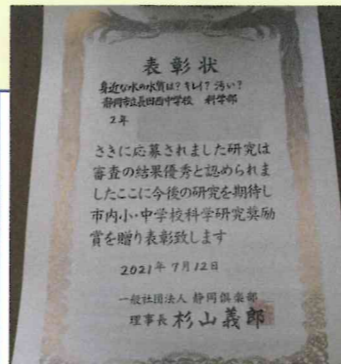 表彰状
身近な水の水質は？キレイ？汚い？
静岡市立長田西中学校 科学部
2年
さきに応募されました研究は
審査の結果優秀と認められま
したここに今後の研究を期待し
市内小・中学校科学研究奨励
賞を贈り表彰致します
2021年7月12日
一般社団法人 静岡倶楽部
理事長 杉山義郎